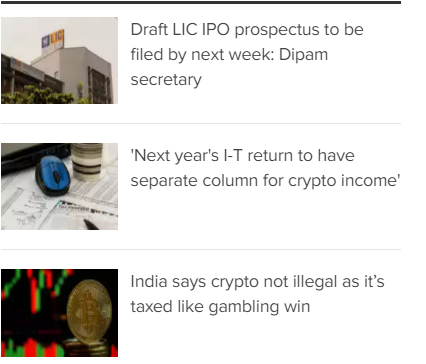 LIC
Draft LIC IPO prospectus to be
filed by next week: Dipam
secretary
'Next year's I-T return to have
separate column for crypto income'
India says crypto not illegal as it’s
taxed like gambling win